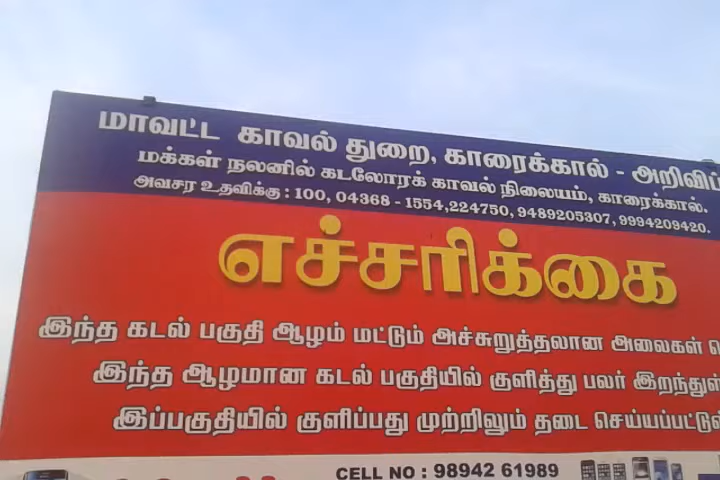 மாவட்ட காவல் துறை, காரைக்கால் - அறிவிப்
மக்கள் நலனில் கடலோரக் காவல் நிலையம், காரைக்கால்.
அவசர உதவிக்கு : 100, 04368 - 1554,224750, 9489205307, 9994209420.
எச்சரிக்கை
இந்த கடல் பகுதி ஆழம் மட்டும் அச்சுறுத்தலான அலைகள்
இந்த ஆழமான கடல் பகுதியில் குளித்து பலர் இறந்துள்
இப்பகுதியில் குளிப்பது முற்றிலும் தடை செய்யப்பட்டுள்
CELL NO : 98942 61989